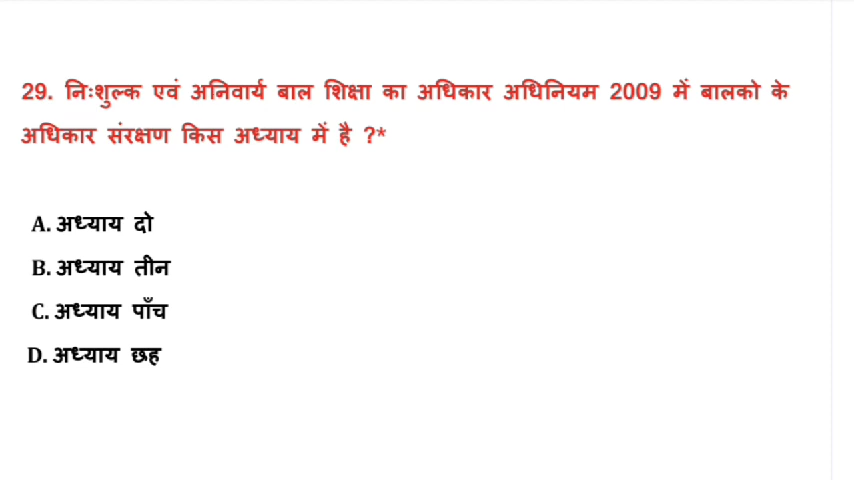 29. निःशुल्क एवं अनिवार्य बाल शिक्षा का अधिकार अधिनियम 2009 में बालको के
अधिकार संरक्षण किस अध्याय में है ?*
A. अध्याय दो
B. अध्याय तीन
C. अध्याय पाँच
D. अध्याय छह